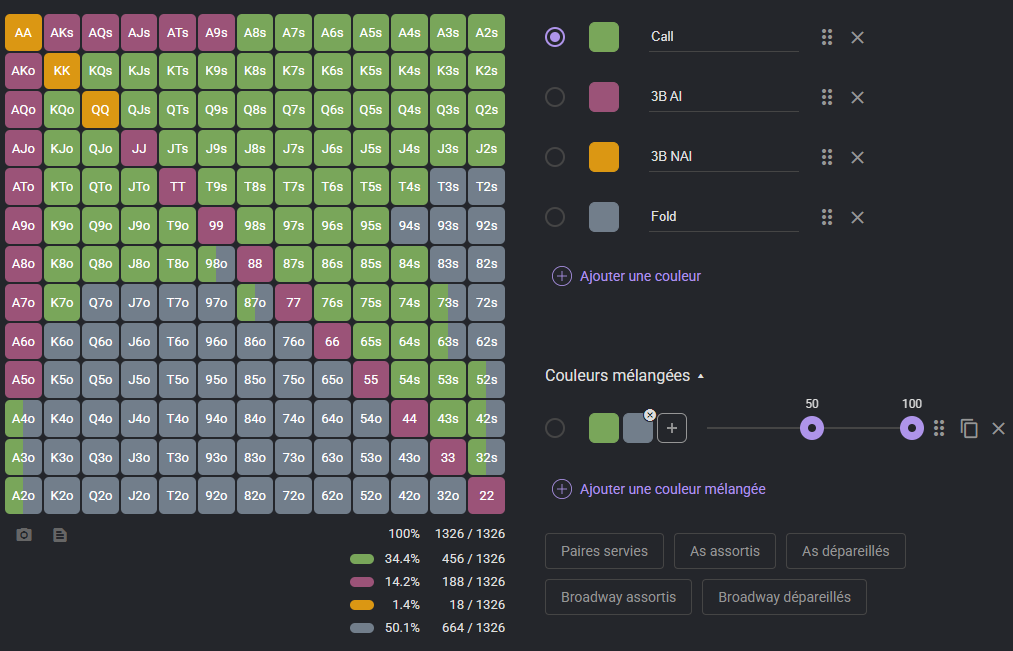 AA AKs AQs AJs ATs A9s A8s A7s A6s A5s A4s A3s A2s
AKo KK KQs KJs KTs K9s K8s K7s K6s K5s K4s K3s K2s
AQo KQo QQ QJs QTs Q9s Q8s Q7s Q6s Q5s Q4s Q3s Q2s
AJo KJo QJo JJ JTs J9s J8s J7s J6s J5s J4s J3s J2s
ATo KTo QTo JTo TT T9s T8s T7s T6s T5s T4s T3s T2s
A9o K9o Q9o J9o T9o 99 98s 97s 96s 95s 94s 93s 92s
A8o K8o Q8o J8o T8o 98o 88 87s 86s 85s 84s 83s 82s
A7o K7o Q7o J7o T7o 97o 87o 77 76s 75s 74s 73s 72s
A6o K6o Q6o J6o T6o 96o 86o 76o 66 65s 64s 63s 62s
A5o K5o Q5o J5o T5o 95o 85o 75o 65o 55 54s 53s 52s
A4o K4o Q4o J4o T4o 94o 84o 74o 64o 54o 44 43s 42s
A3o K3o Q3o J3o T3o 93o 83o 73o 63o 53o 43o 33 32s
A2o K2o Q2o J2o T2o 92o 82o 72o 62o 52o 42o 32o 22
100% 1326 / 1326
34.4% 456 / 1326
14.2% 188 / 1326
1.4% 18 / 1326
50.1% 664 / 1326
Call
3B AI
3B NAI
Fold
Ajouter une couleur
Couleurs mélangées
50 100
Ajouter une couleur mélangée
Paires servies As assortis As dépareillés
Broadway assortis Broadway dépareillés